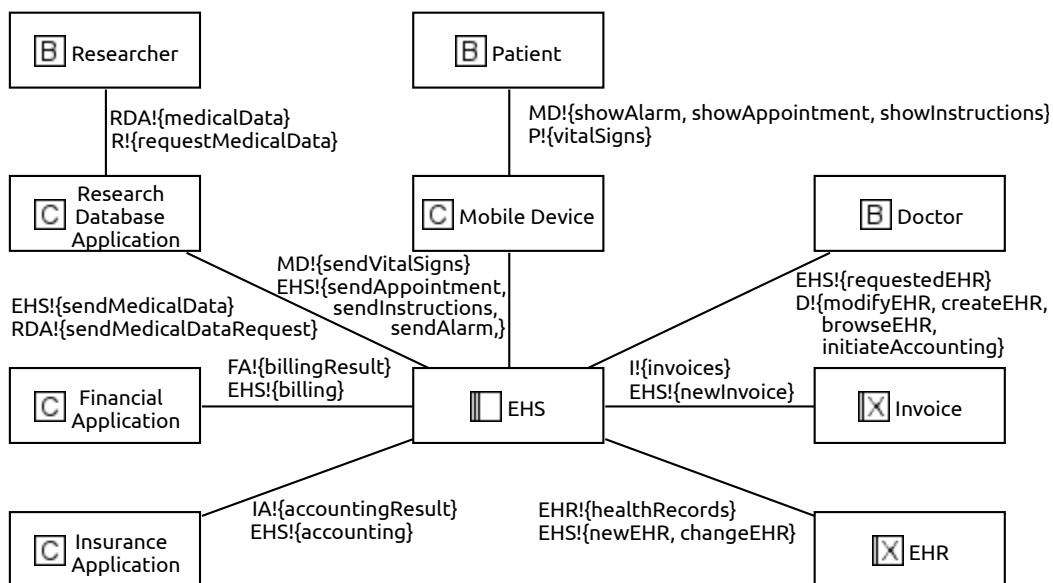 B Researcher
B Patient
RDA!{medicalData}
R!{requestMedicalData}
MD!{showAlarm, showAppointment, showInstructions}
P!{vitalSigns}
C Research
Database
Application
C Mobile Device
B Doctor
MD!{sendVitalSigns}
EHS!{sendAppointment,
sendInstructions,
sendAlarm,}
EHS!{requestedEHR}
D!{modifyEHR, createEHR,
browseEHR,
initiateAccounting}
EHS!{sendMedicalData}
RDA!{sendMedicalDataRequest}
FA!{billingResult}
EHS!{billing}
I!{invoices}
EHS!{newInvoice}
C Financial
Application
EHS
X Invoice
IA!{accountingResult}
EHS!{accounting}
EHR!{healthRecords}
EHS!{newEHR, changeEHR}
C Insurance
Application
X EHR